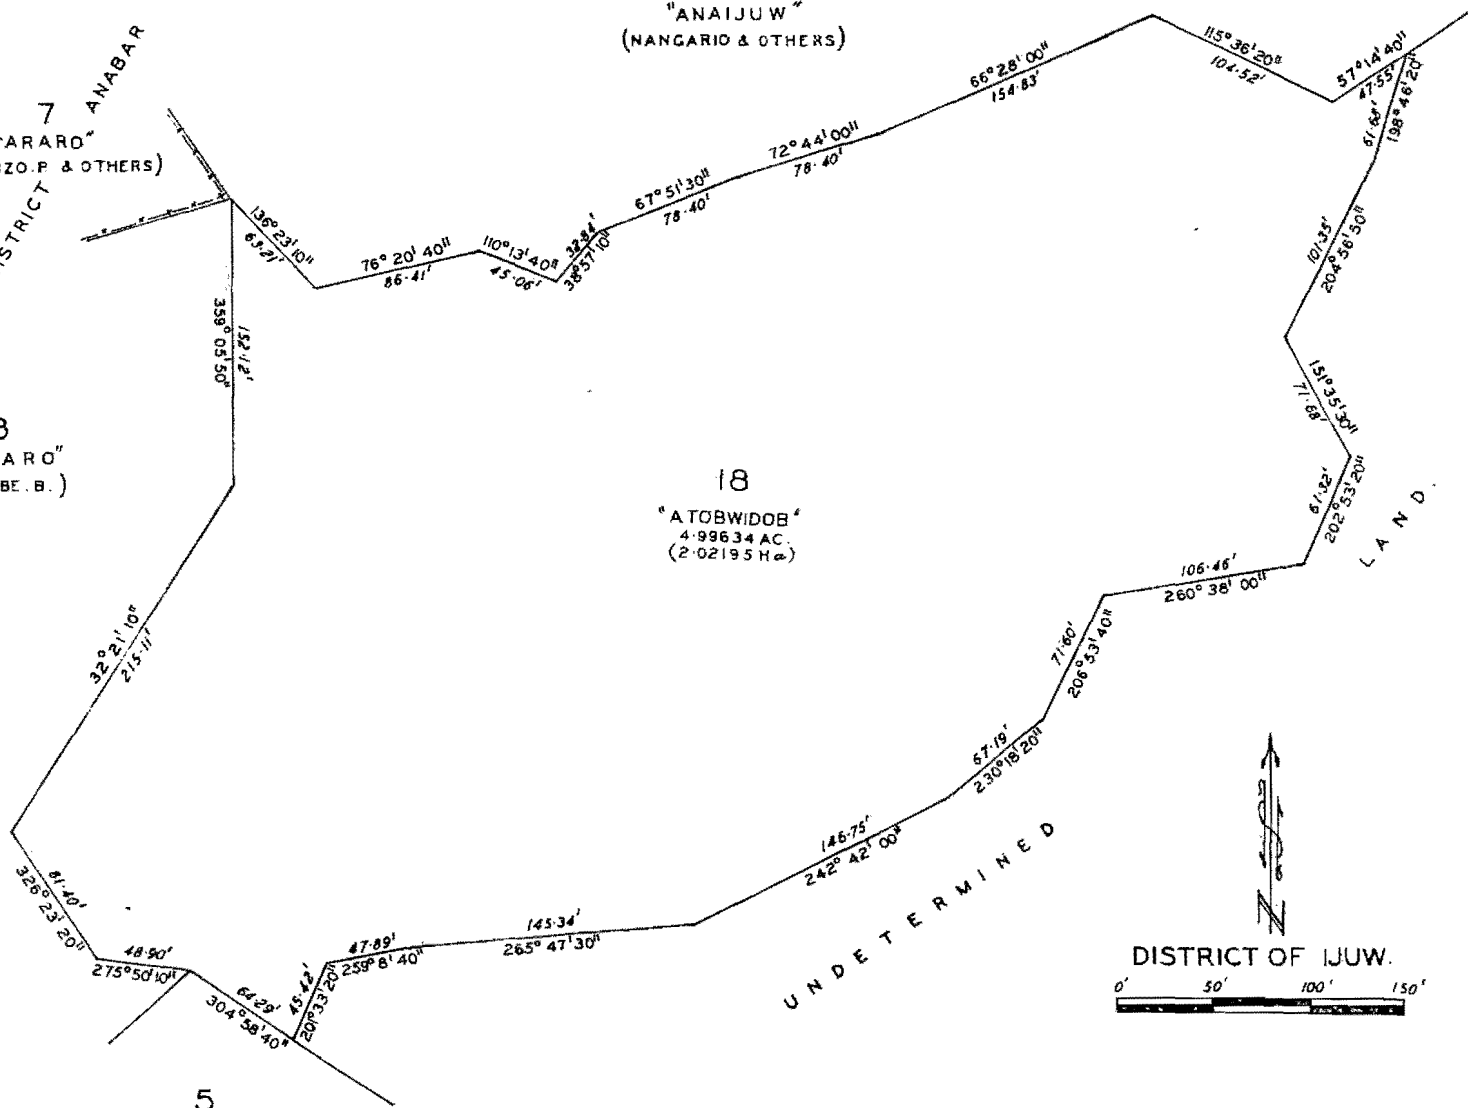 "ANAIJUW"
(NANGARIO & OTHERS)
ANABAR
7
ARARO"
ZO.P. & OTHERS)
STRICT
136° 23' 10"
63·21'
76° 20' 40"
86·41'
110° 13' 40"
45·06'
32·84'
38° 57' 10"
67° 51' 30"
78·40'
72° 44' 00"
78·40'
66° 28' 00"
154·83'
115° 36' 20"
104·52'
57° 14' 40"
47·55'
61·68'
198° 46' 20"
101·35'
204° 56' 50"
151° 35' 30"
71·68'
61·32'
202° 53' 20"
106·46'
260° 38' 00"
71·60'
206° 53' 40"
67·19'
230° 18' 20"
146·75'
242° 42' 00"
145·34'
265° 47' 30"
47·89'
259° 8' 40"
45·42'
201° 33' 20"
64·29'
304° 58' 40"
48·90'
275° 50' 10"
81·40'
326° 23' 20"
32° 21' 10"
215·11'
359° 05' 50"
152·12'
ARO"
BE. B.)
18
"ATOBWIDOB"
4·99634 AC.
(2·02195 Ha)
UNDETERMINED
LAND.
5
N
DISTRICT OF IJUW.
0' 50' 100' 150'